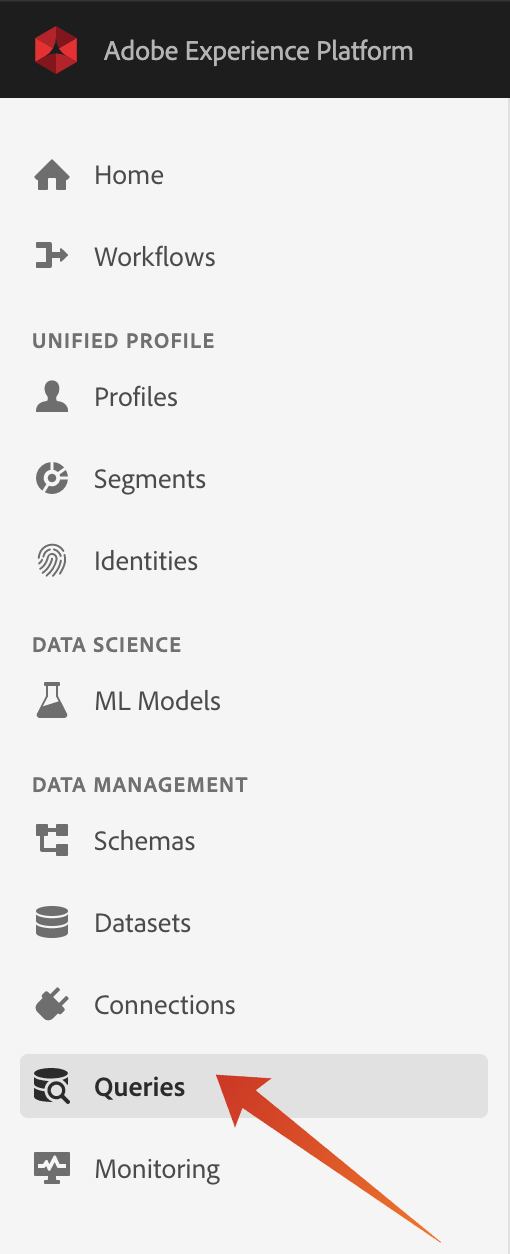 Adobe Experience Platform
Home
Workflows
UNIFIED PROFILE
Profiles
Segments
Identities
DATA SCIENCE
ML Models
DATA MANAGEMENT
Schemas
Datasets
Connections
Queries
Monitoring